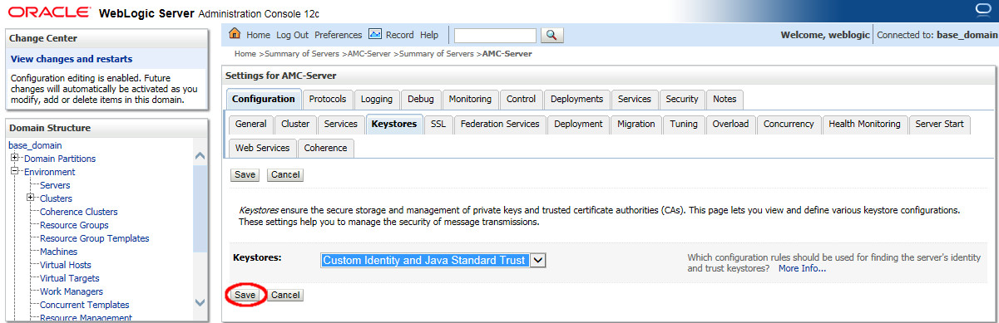 ORACLE WebLogic Server Administration Console 12c
Change Center
View changes and restarts
Configuration editing is enabled. Future
changes will automatically be activated as you
modify, add or delete items in this domain.
Domain Structure
base_domain
Domain Partitions
Environment
Servers
Clusters
Coherence Clusters
Resource Groups
Resource Group Templates
Machines
Virtual Hosts
Virtual Targets
Work Managers
Concurrent Templates
Resource Management
Home Log Out Preferences Record Help
Welcome, weblogic Connected to: base_domain
Home >Summary of Servers >AMC-Server >Summary of Servers >AMC-Server
Settings for AMC-Server
Configuration Protocols Logging Debug Monitoring Control Deployments Services Security Notes
General Cluster Services Keystores SSL Federation Services Deployment Migration Tuning Overload Concurrency Health Monitoring Server Start
Web Services Coherence
Save Cancel
Keystores ensure the secure storage and management of private keys and trusted certificate authorities (CAs). This page lets you view and define various keystore configurations.
These settings help you to manage the security of message transmissions.
Keystores: Custom Identity and Java Standard Trust
Which configuration rules should be used for finding the server's identity
and trust keystores? More Info...
Save Cancel